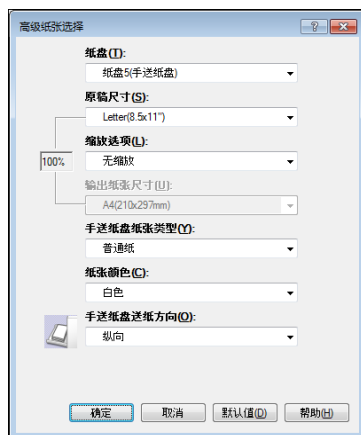 高级纸张选择
纸盘(T):
纸盘5(手送纸盘)
原稿尺寸(S):
Letter(8.5x11")
缩放选项(L):
100%
无缩放
输出纸张尺寸(U):
A4(210x297mm)
手送纸盘纸张类型(Y):
普通纸
纸张颜色(C):
白色
手送纸盘送纸方向(O):
纵向
确定 取消 默认值(D) 帮助(H)